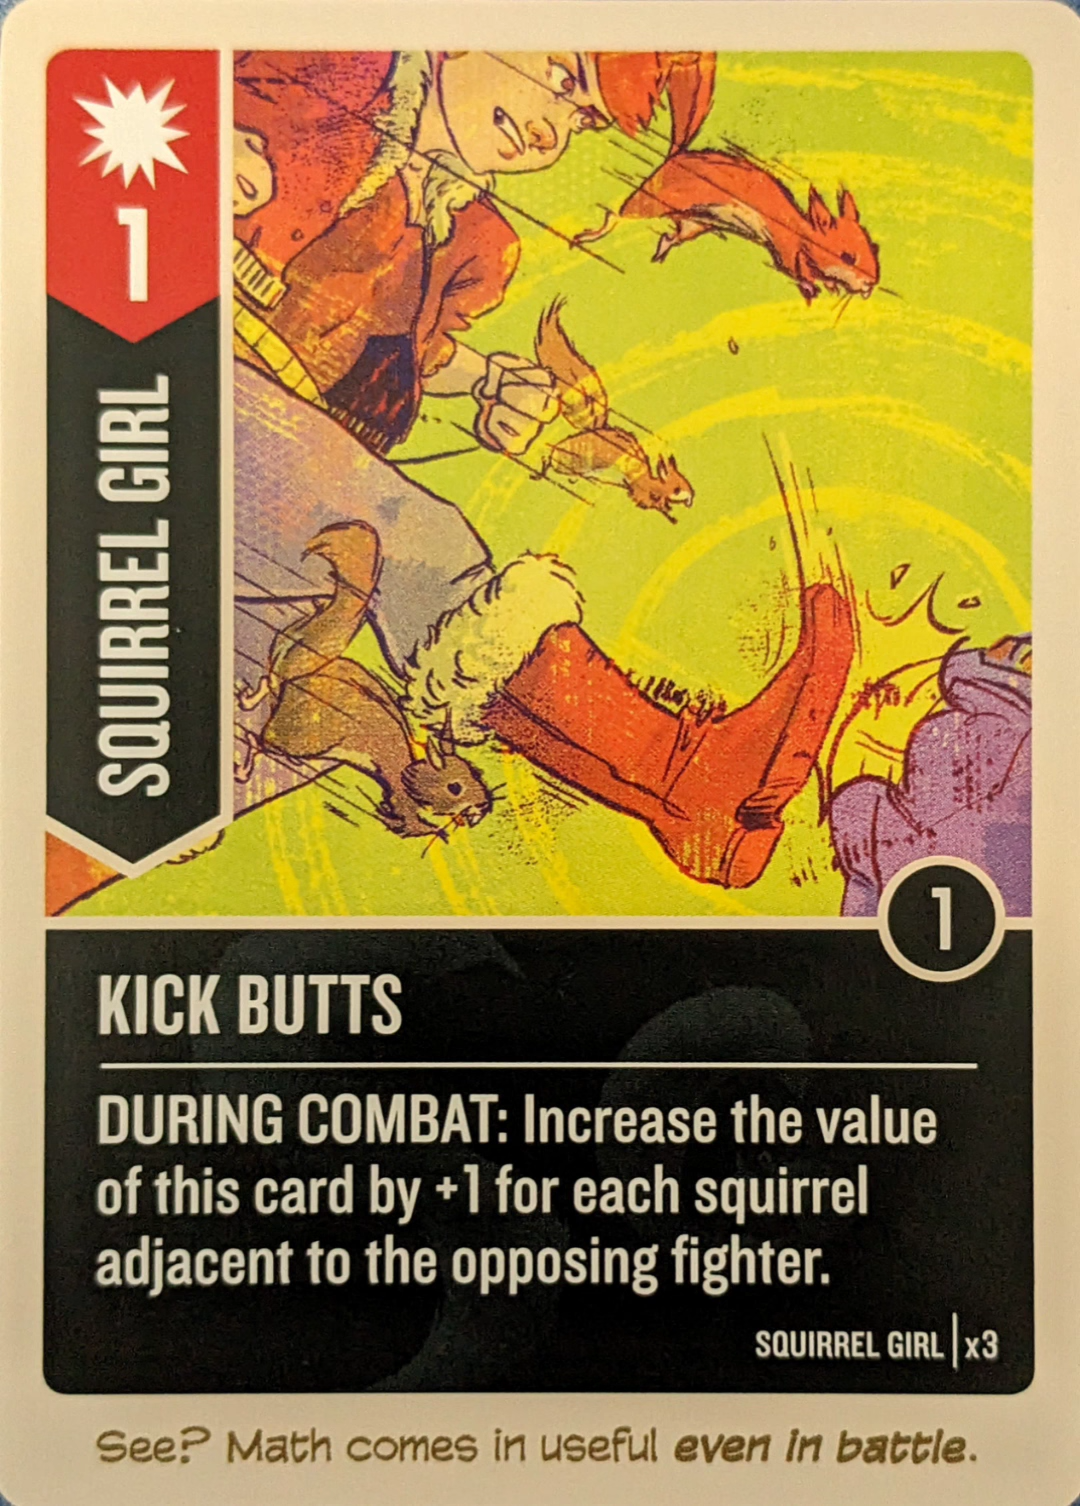 1
SQUIRREL GIRL
1
KICK BUTTS
DURING COMBAT: Increase the value
of this card by +1 for each squirrel
adjacent to the opposing fighter.
SQUIRREL GIRL | x3
See? Math comes in useful even in battle.